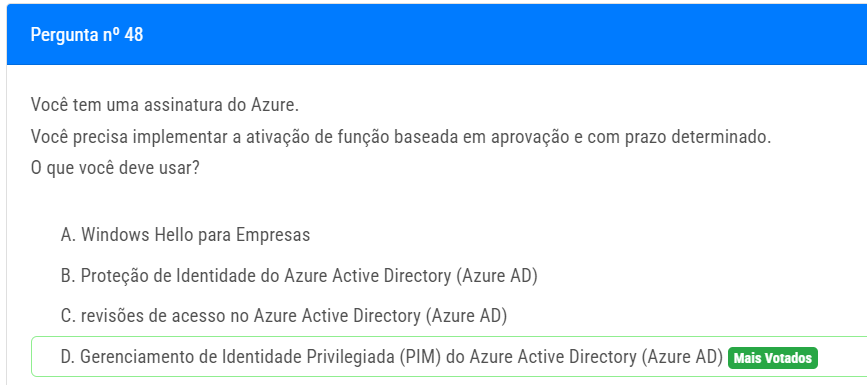 Pergunta nº 48
Você tem uma assinatura do Azure.
Você precisa implementar a ativação de função baseada em aprovação e com prazo determinado.
O que você deve usar?
A. Windows Hello para Empresas
B. Proteção de Identidade do Azure Active Directory (Azure AD)
C. revisões de acesso no Azure Active Directory (Azure AD)
D. Gerenciamento de Identidade Privilegiada (PIM) do Azure Active Directory (Azure AD) Mais Votados